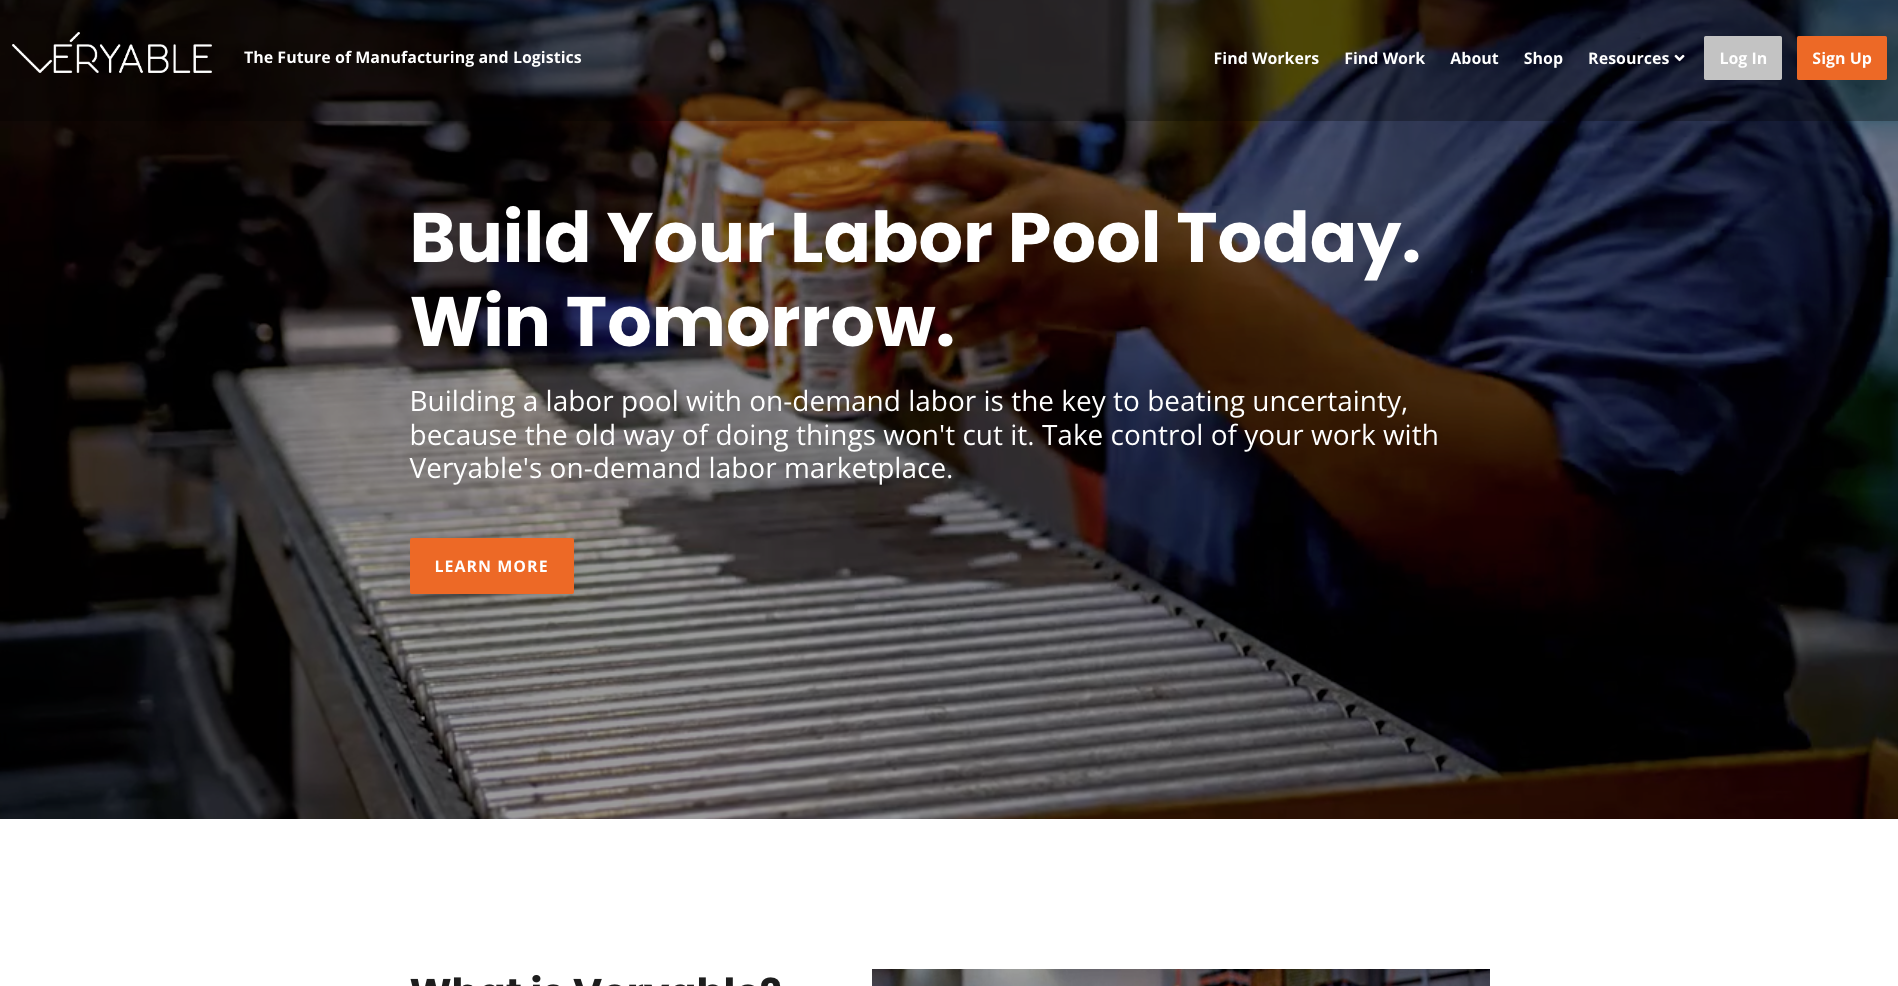 VERYABLE
The Future of Manufacturing and Logistics
Find Workers
Find Work
About
Shop
Resources
Log In
Sign Up
Build Your Labor Pool Today.
Win Tomorrow.
Building a labor pool with on-demand labor is the key to beating uncertainty,
because the old way of doing things won't cut it. Take control of your work with
Veryable's on-demand labor marketplace.
LEARN MORE
What is Veryable?